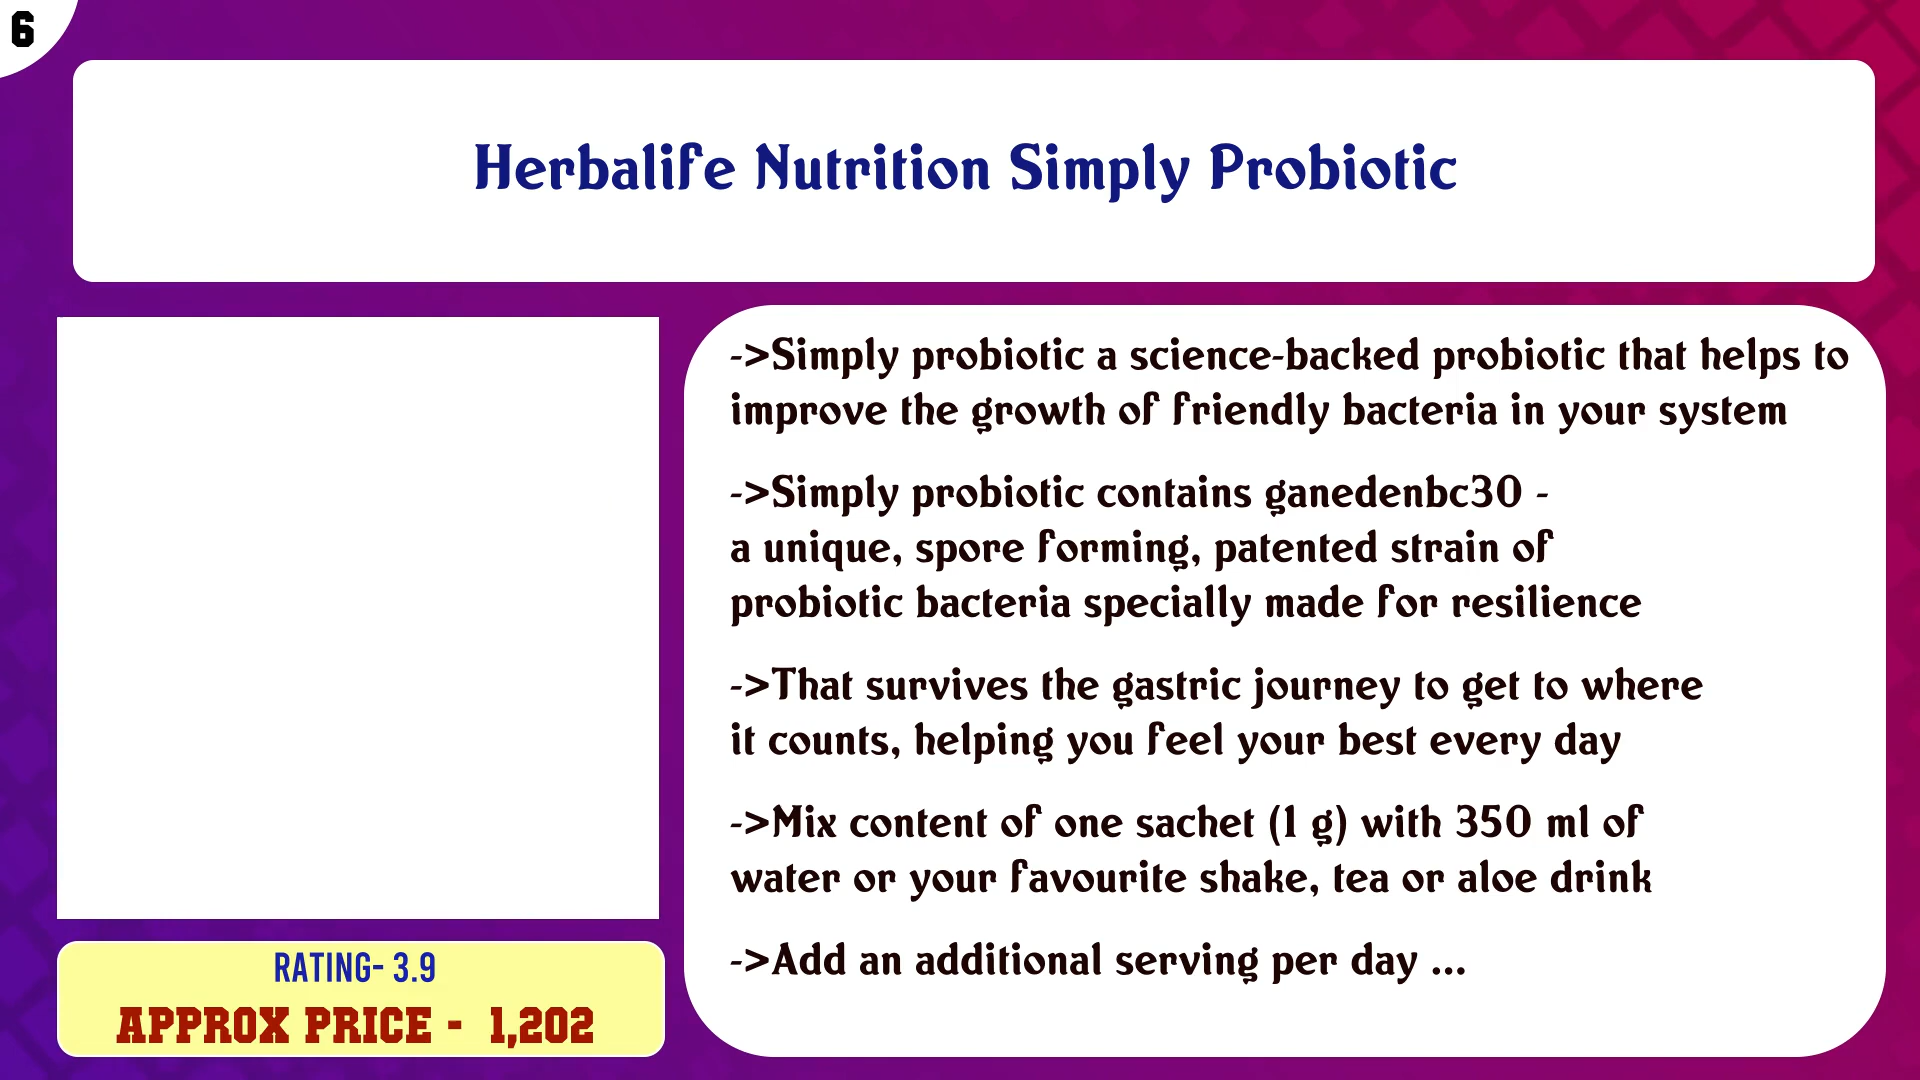 6
Herbalife Nutrition Simply Probiotic
->Simply probiotic a science-backed probiotic that helps to
improve the growth of friendly bacteria in your system
->Simply probiotic contains ganedenbc30 -
a unique, spore forming, patented strain of
probiotic bacteria specially made for resilience
->That survives the gastric journey to get to where
it counts, helping you feel your best every day
->Mix content of one sachet (1 g) with 350 ml of
water or your favourite shake, tea or aloe drink
->Add an additional serving per day ...
RATING- 3.9
APPROX PRICE - 1,202